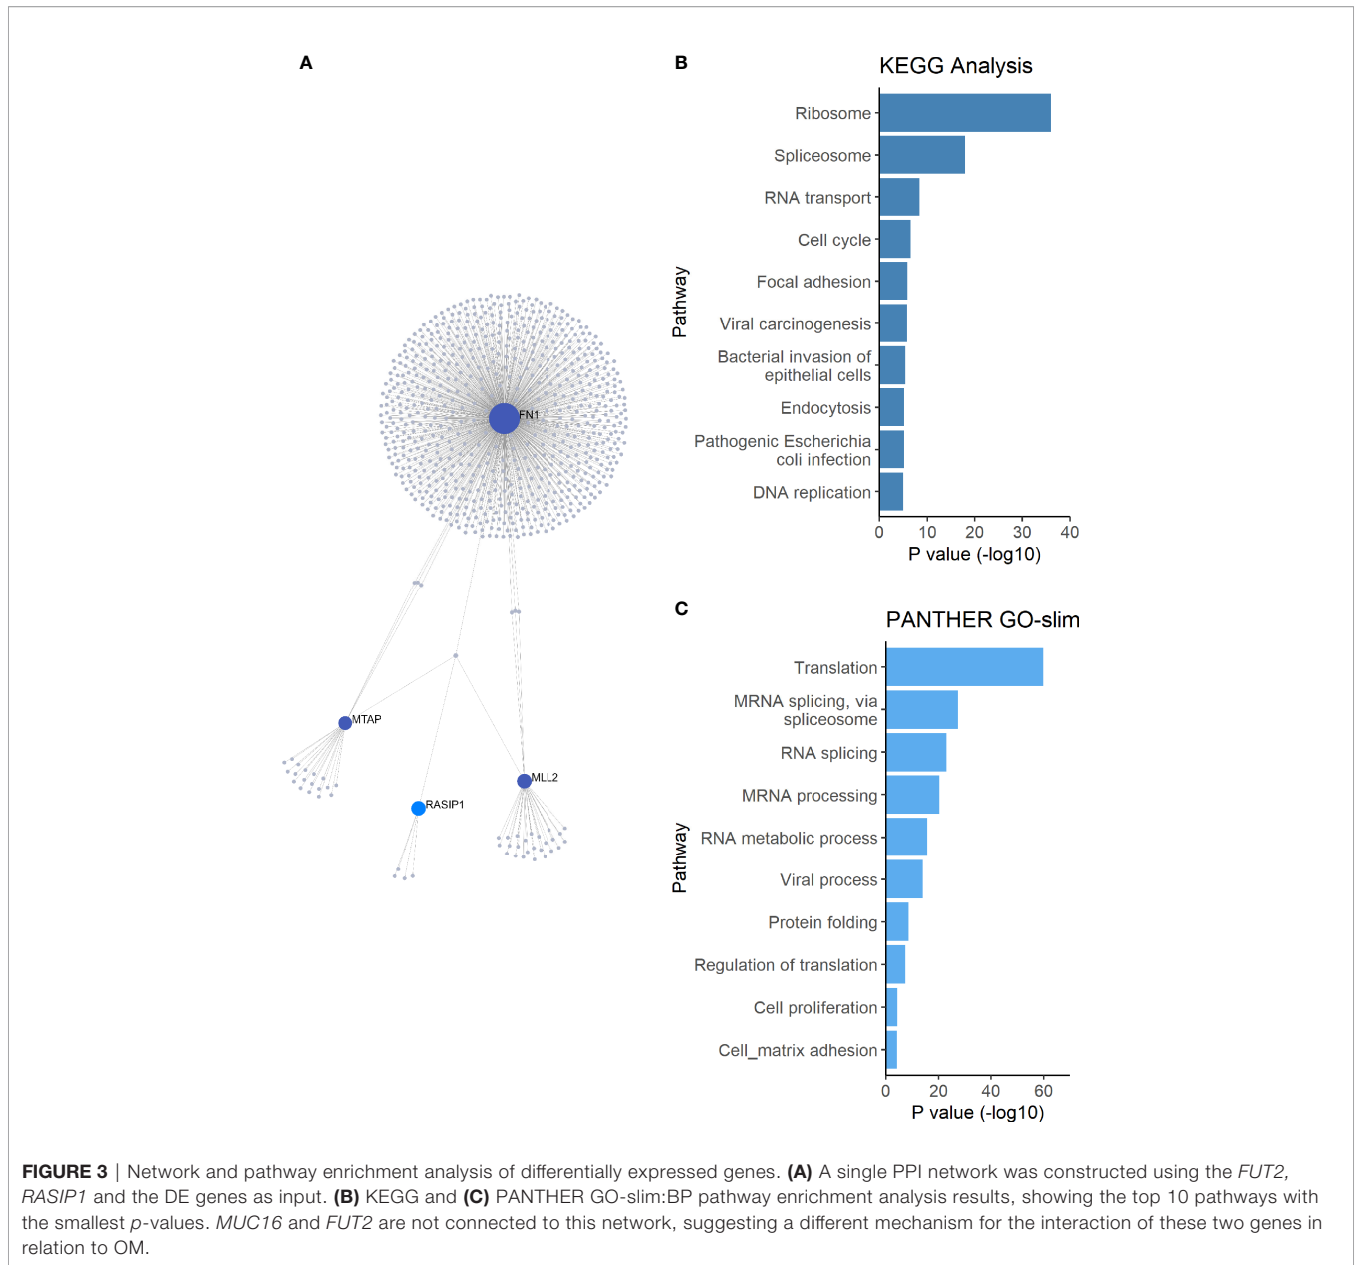 A
FN1
MTAP
MLL2
RASIP1
B
KEGG Analysis
Pathway
Ribosome
Spliceosome
RNA transport
Cell cycle
Focal adhesion
Viral carcinogenesis
Bacterial invasion of
epithelial cells
Endocytosis
Pathogenic Escherichia
coli infection
DNA replication
0 10 20 30 40
P value (-log10)
C
PANTHER GO-slim
Pathway
Translation
MRNA splicing, via
spliceosome
RNA splicing
MRNA processing
RNA metabolic process
Viral process
Protein folding
Regulation of translation
Cell proliferation
Cell_matrix adhesion
0 20 40 60
P value (-log10)
FIGURE 3 | Network and pathway enrichment analysis of differentially expressed genes. (A) A single PPI network was constructed using the FUT2,
RASIP1 and the DE genes as input. (B) KEGG and (C) PANTHER GO-slim:BP pathway enrichment analysis results, showing the top 10 pathways with
the smallest p-values. MUC16 and FUT2 are not connected to this network, suggesting a different mechanism for the interaction of these two genes in
relation to OM.